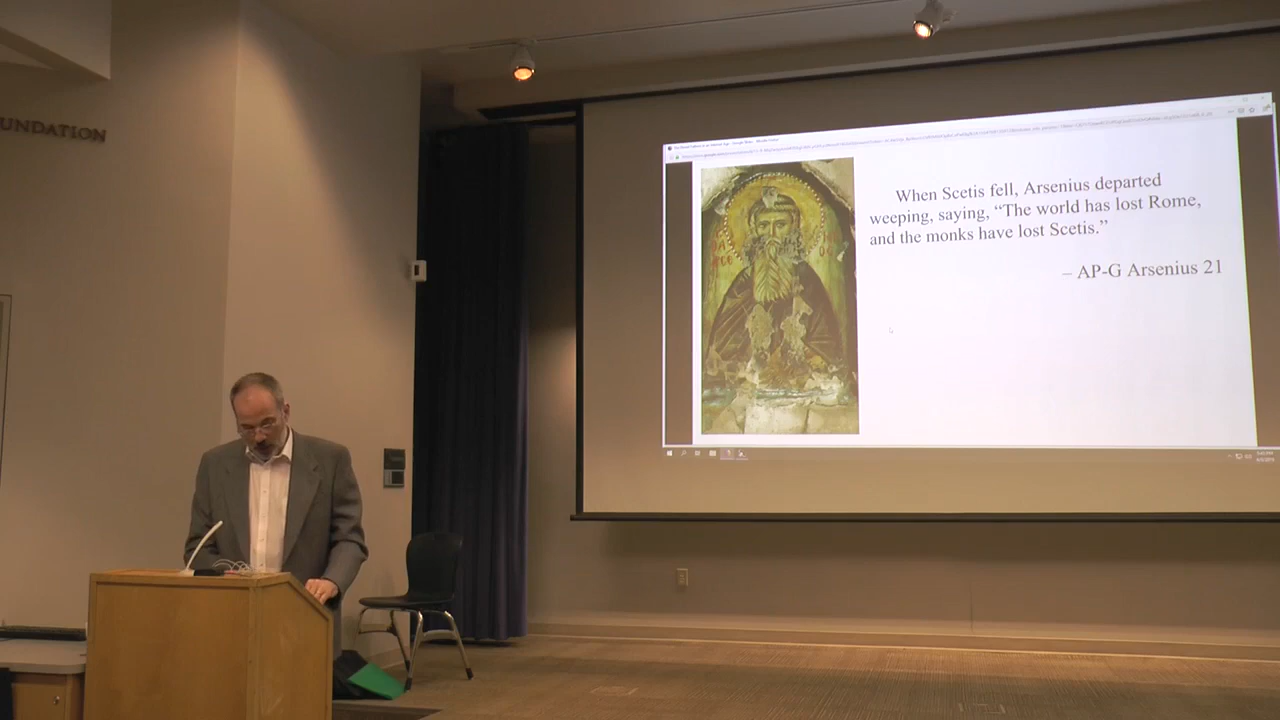 UNDATION
When Scetis fell, Arsenius departed
weeping, saying, “The world has lost Rome,
and the monks have lost Scetis.”
– AP-G Arsenius 21